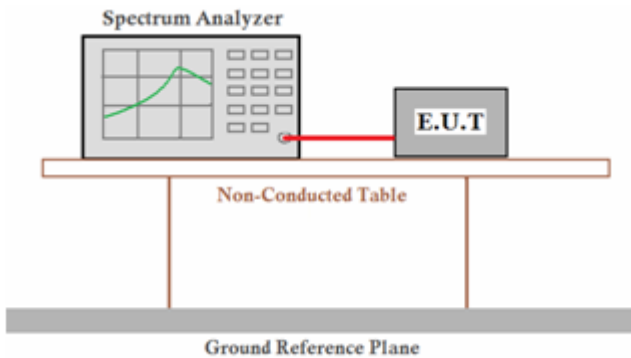 Spectrum Analyzer
E.U.T
Non-Conducted Table
Ground Reference Plane